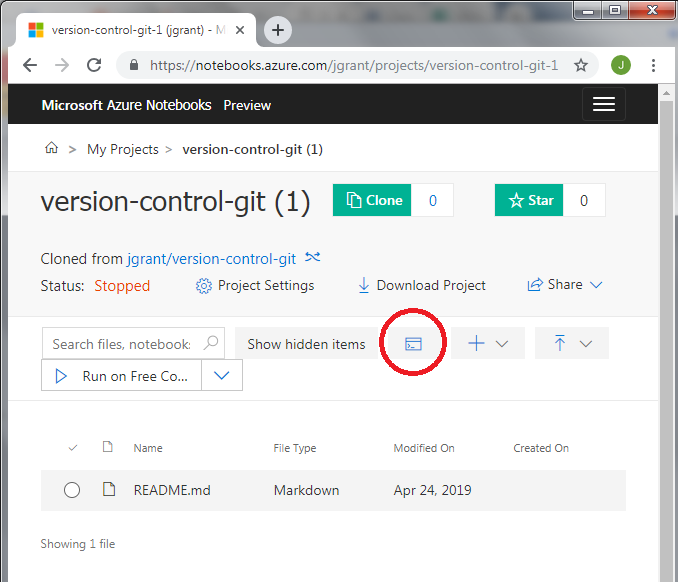 version-control-git-1 (jgrant) - M
https://notebooks.azure.com/jgrant/projects/version-control-git-1
J
Microsoft Azure Notebooks Preview
My Projects > version-control-git (1)
version-control-git (1) Clone 0 Star 0
Cloned from jgrant/version-control-git
Status: Stopped Project Settings Download Project Share
Search files, notebook: Show hidden items
Run on Free Co...
Name File Type Modified On Created On
README.md Markdown Apr 24, 2019
Showing 1 file